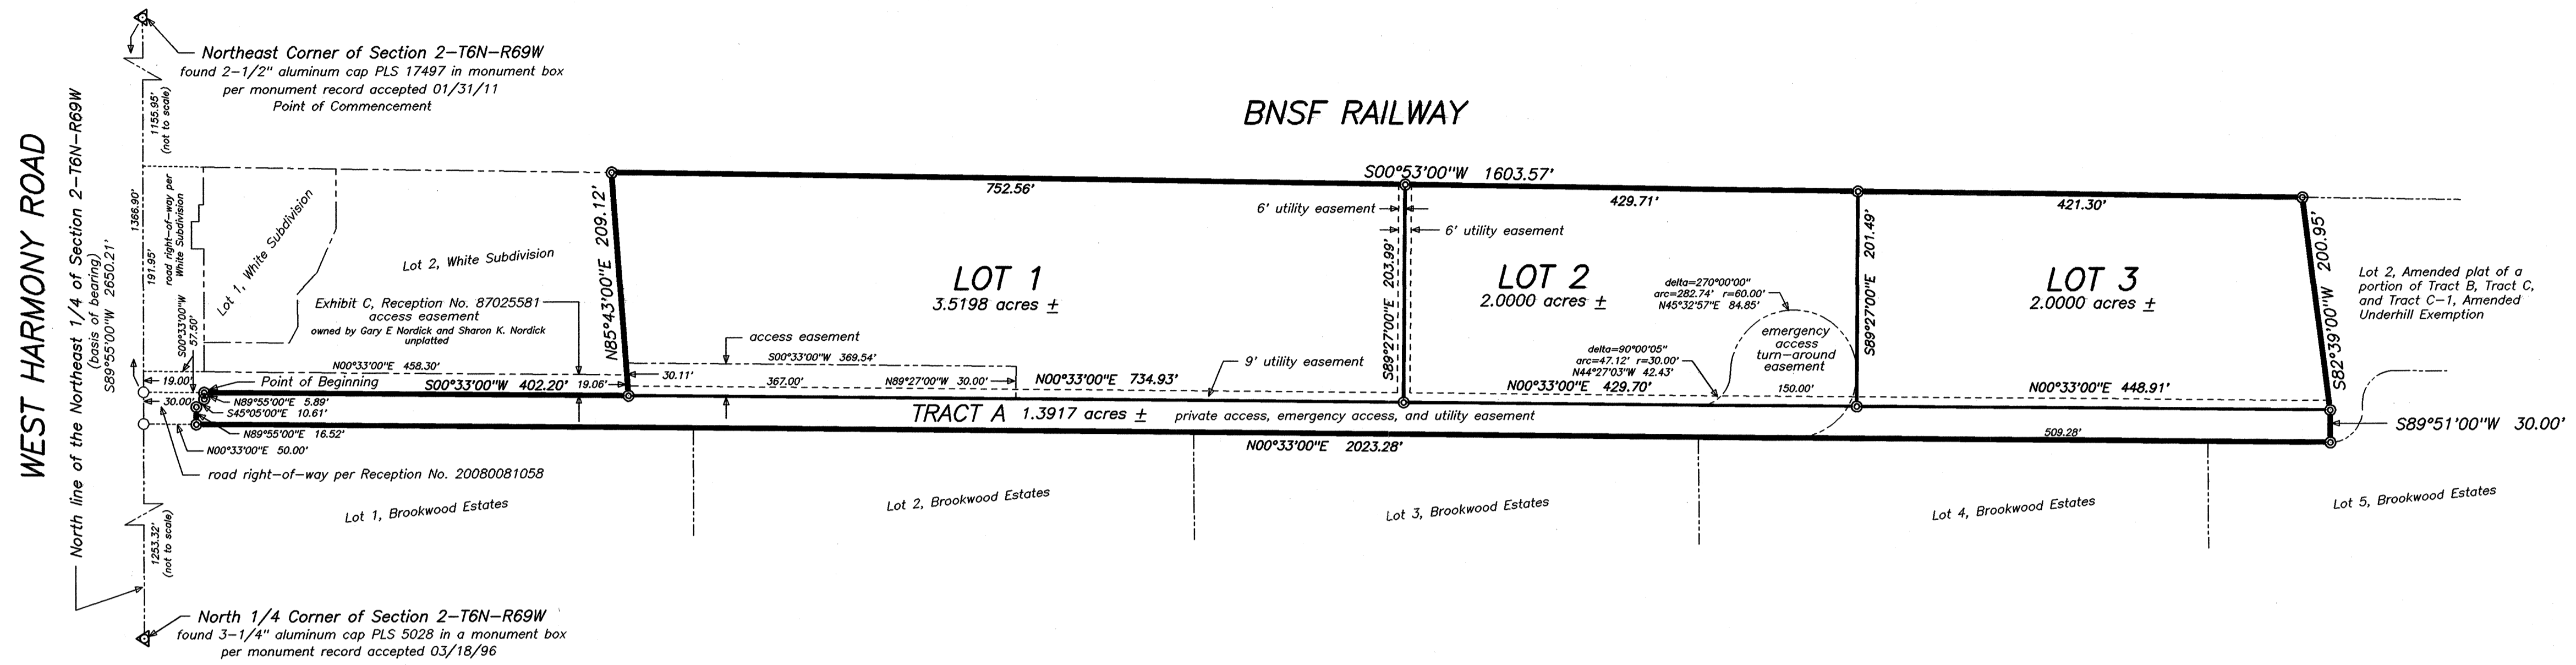 WEST HARMONY ROAD
North line of the Northeast 1/4 of Section 2-T6N-R69W
(basis of bearing)
S89°55'00"W 2650.21'
Northeast Corner of Section 2-T6N-R69W
found 2-1/2" aluminum cap PLS 17497 in monument box
per monument record accepted 01/31/11
Point of Commencement
1155.95'
(not to scale)
1366.90'
191.95'
road right-of-way per
White Subdivision
S00°33'00"W
57.50'
Lot 1, White Subdivision
Lot 2, White Subdivision
Exhibit C, Reception No. 87025581
access easement
owned by Gary E Nordick and Sharon K. Nordick
unplatted
N00°33'00"E 458.30'
19.00'
Point of Beginning
S00°33'00"W 402.20'
19.06'
30.00'
N89°55'00"E 5.89'
S45°05'00"E 10.61'
N89°55'00"E 16.52'
N00°33'00"E 50.00'
road right-of-way per Reception No. 20080081058
1253.32'
(not to scale)
North 1/4 Corner of Section 2-T6N-R69W
found 3-1/4" aluminum cap PLS 5028 in a monument box
per monument record accepted 03/18/96
BNSF RAILWAY
S00°53'00"W 1603.57'
752.56'
429.71'
421.30'
N85°43'00"E 209.12'
LOT 1
3.5198 acres ±
access easement
S00°33'00"W 369.54'
30.11'
367.00'
N89°27'00"W 30.00'
N00°33'00"E 734.93'
9' utility easement
6' utility easement
6' utility easement
S89°27'00"E 203.99'
LOT 2
2.0000 acres ±
delta=270°00'00"
arc=282.74' r=60.00'
N45°32'57"E 84.85'
emergency
access
turn-around
easement
delta=90°00'05"
arc=47.12' r=30.00'
N44°27'03"W 42.43'
N00°33'00"E 429.70'
150.00'
S89°27'00"E 201.49'
LOT 3
2.0000 acres ±
N00°33'00"E 448.91'
S82°39'00"W 200.95'
Lot 2, Amended plat of a
portion of Tract B, Tract C,
and Tract C-1, Amended
Underhill Exemption
S89°51'00"W 30.00'
TRACT A 1.3917 acres ± private access, emergency access, and utility easement
509.28'
N00°33'00"E 2023.28'
Lot 1, Brookwood Estates
Lot 2, Brookwood Estates
Lot 3, Brookwood Estates
Lot 4, Brookwood Estates
Lot 5, Brookwood Estates